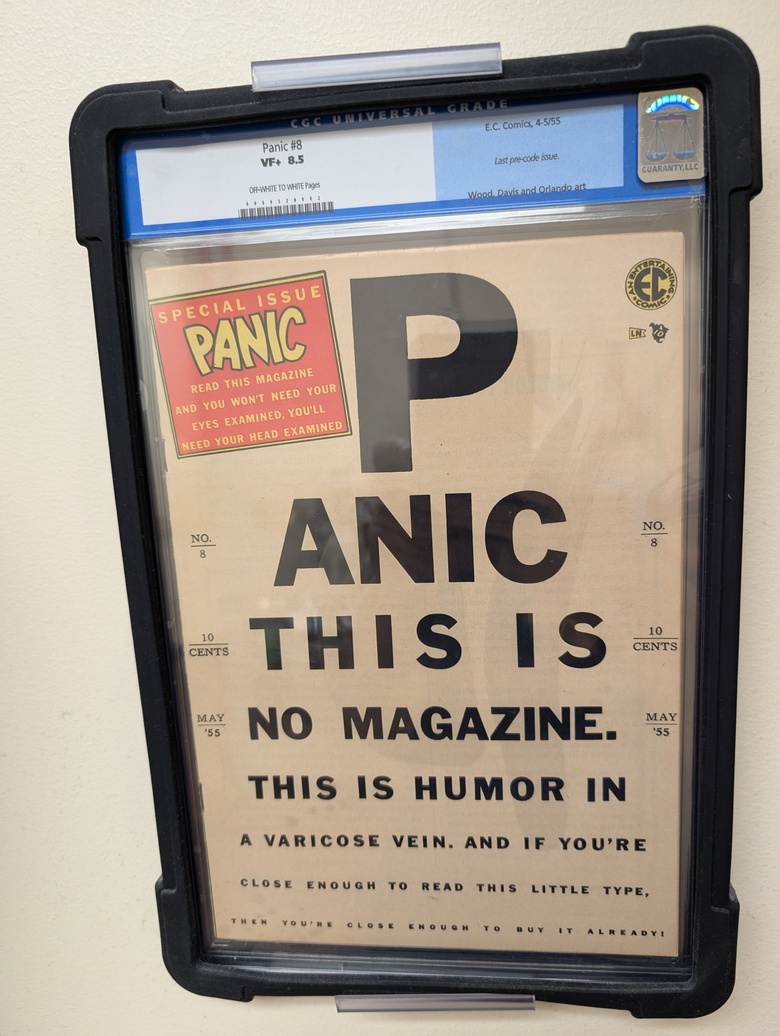 CGC UNIVERSAL GRADE
Panic #8
VF+ 8.5
OFF-WHITE TO WHITE Pages
E.C. Comics, 4-5/55
Last pre-code issue.
Wood, Davis and Orlando art
GUARANTY, LLC
SPECIAL ISSUE
PANIC
READ THIS MAGAZINE
AND YOU WON'T NEED YOUR
EYES EXAMINED, YOU'LL
NEED YOUR HEAD EXAMINED
AN ENTERTAINING
EC
COMIC
LN
P
ANIC
NO.
8
NO.
8
THIS IS
10
CENTS
10
CENTS
NO MAGAZINE.
MAY
'55
MAY
'55
THIS IS HUMOR IN
A VARICOSE VEIN. AND IF YOU'RE
CLOSE ENOUGH TO READ THIS LITTLE TYPE,
THEN YOU'RE CLOSE ENOUGH TO BUY IT ALREADY!